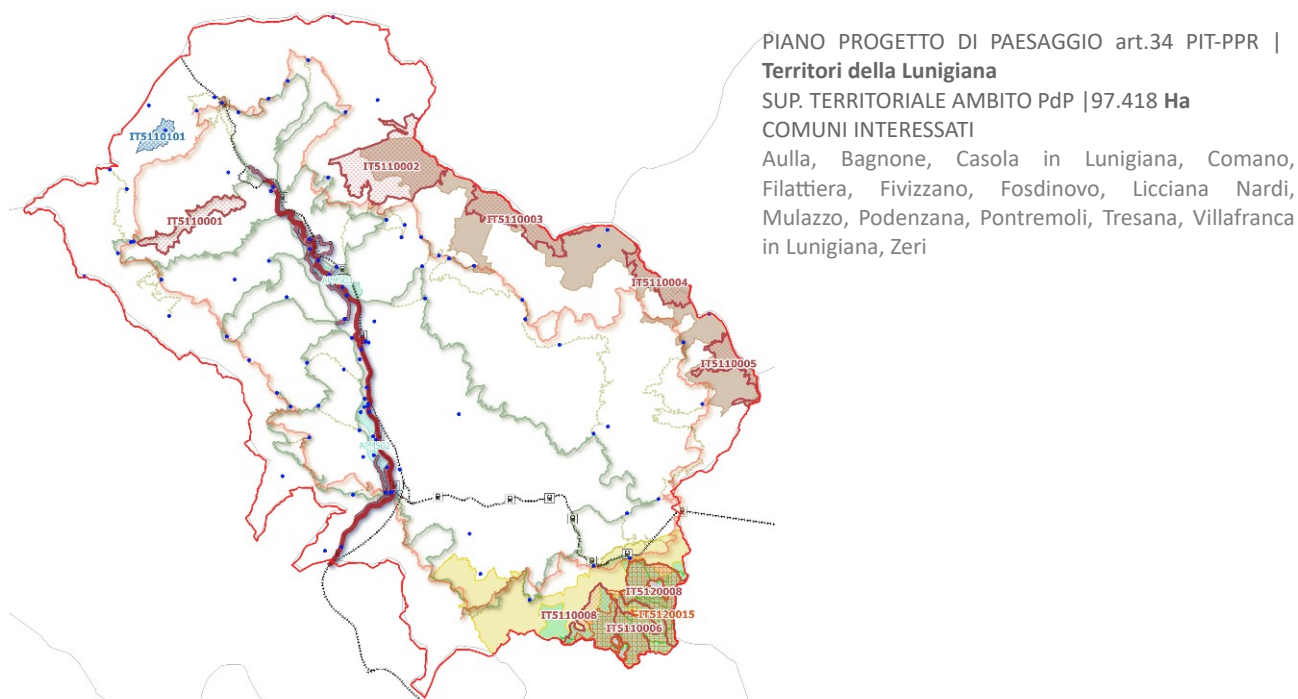 PIANO PROGETTO DI PAESAGGIO art.34 PIT-PPR |
Territori della Lunigiana
SUP. TERRITORIALE AMBITO PdP |97.418 Ha
COMUNI INTERESSATI
Aulla, Bagnone, Casola in Lunigiana, Comano,
Filattiera, Fivizzano, Fosdinovo, Licciana Nardi,
Mulazzo, Podenzana, Pontremoli, Tresana, Villafranca
in Lunigiana, Zeri
IT5110101
IT5110002
IT5110001
IT5110003
IT5110004
IT5110005
IT5120008
IT5110008
IT5120015
IT5110006